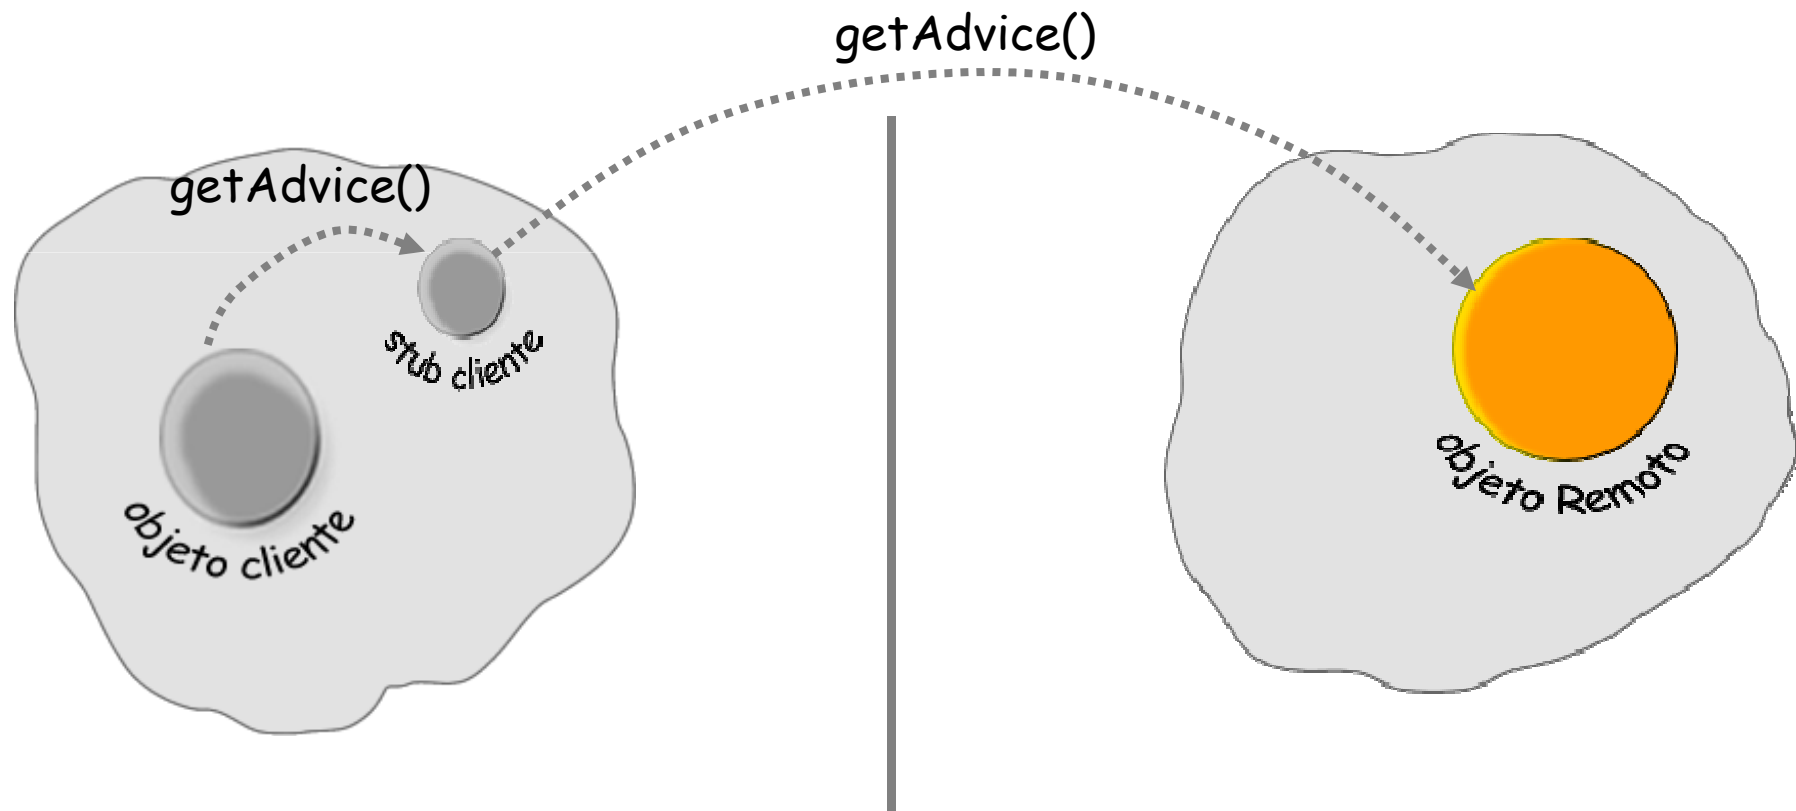 getAdvice()
getAdvice()
stub cliente
objeto cliente
objeto Remoto